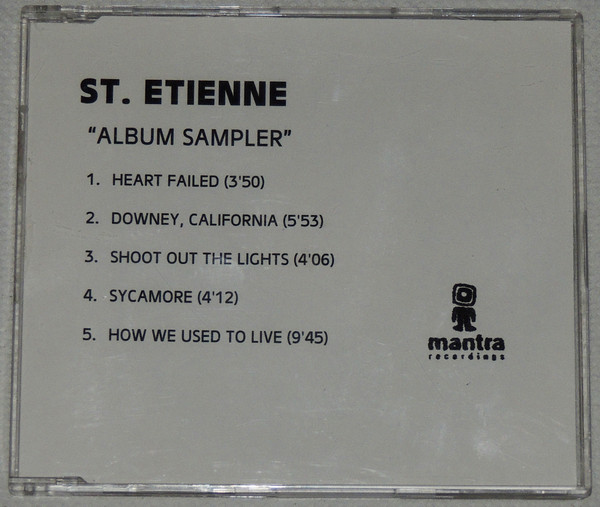 ST. ETIENNE
“ALBUM SAMPLER”
1. HEART FAILED (3'50)
2. DOWNEY, CALIFORNIA (5'53)
3. SHOOT OUT THE LIGHTS (4'06)
4. SYCAMORE (4'12)
5. HOW WE USED TO LIVE (9'45)
mantra
recordings